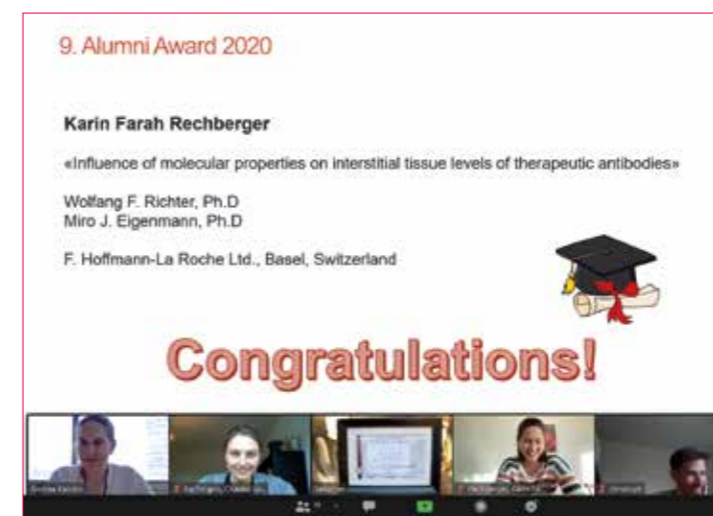 9. Alumni Award 2020
Karin Farah Rechberger
«Influence of molecular properties on interstitial tissue levels of therapeutic antibodies»
Wolfang F. Richter, Ph.D
Miro J. Eigenmann, Ph.D
F. Hoffmann-La Roche Ltd., Basel, Switzerland
Congratulations!